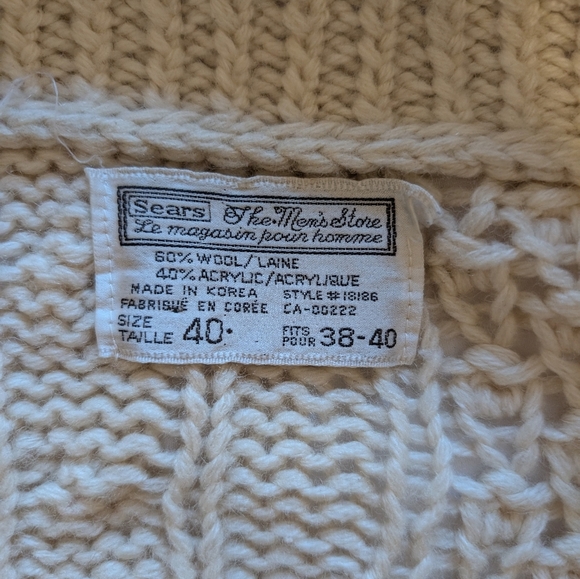 Sears The Men's Store
Le magasin pour homme
60% WOOL/LAINE
40% ACRYLIC/ACRYLIQUE
MADE IN KOREA STYLE # 18186
FABRIQUÉ EN CORÉE CA-00222
SIZE
TAILLE 40. FITS
POUR 38-40